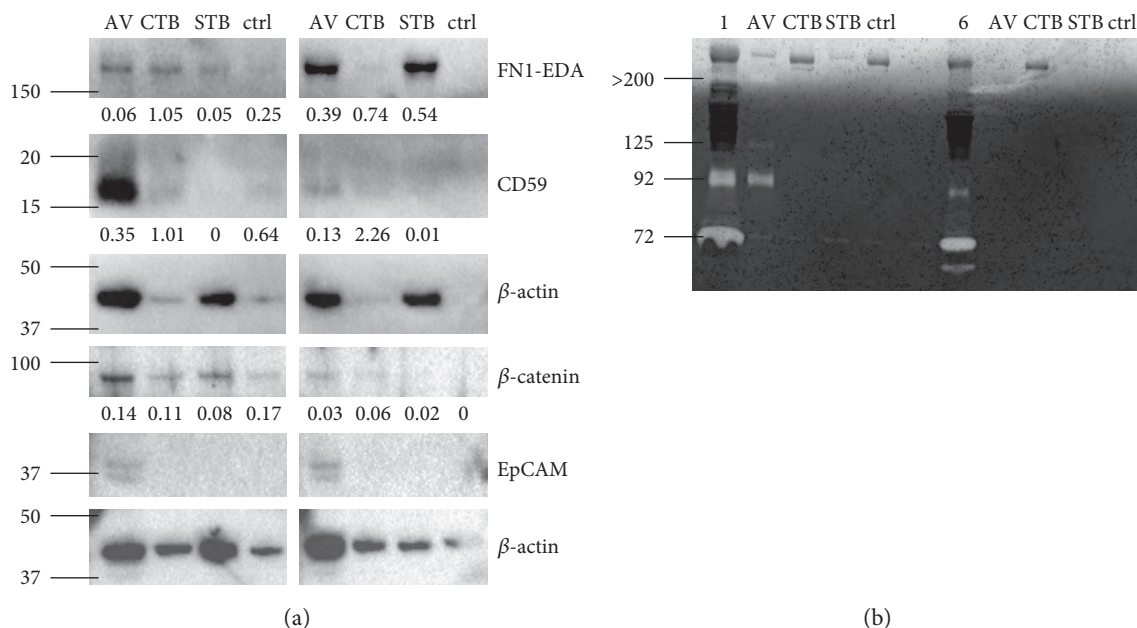 AV CTB STB ctrl AV CTB STB ctrl
FN1-EDA
150
0.06 1.05 0.05 0.25 0.39 0.74 0.54
20
CD59
15
0.35 1.01 0 0.64 0.13 2.26 0.01
50
β-actin
37
100
β-catenin
0.14 0.11 0.08 0.17 0.03 0.06 0.02 0
EpCAM
37
50
β-actin
37
(a)
1 AV CTB STB ctrl 6 AV CTB STB ctrl
>200
125
92
72
(b)